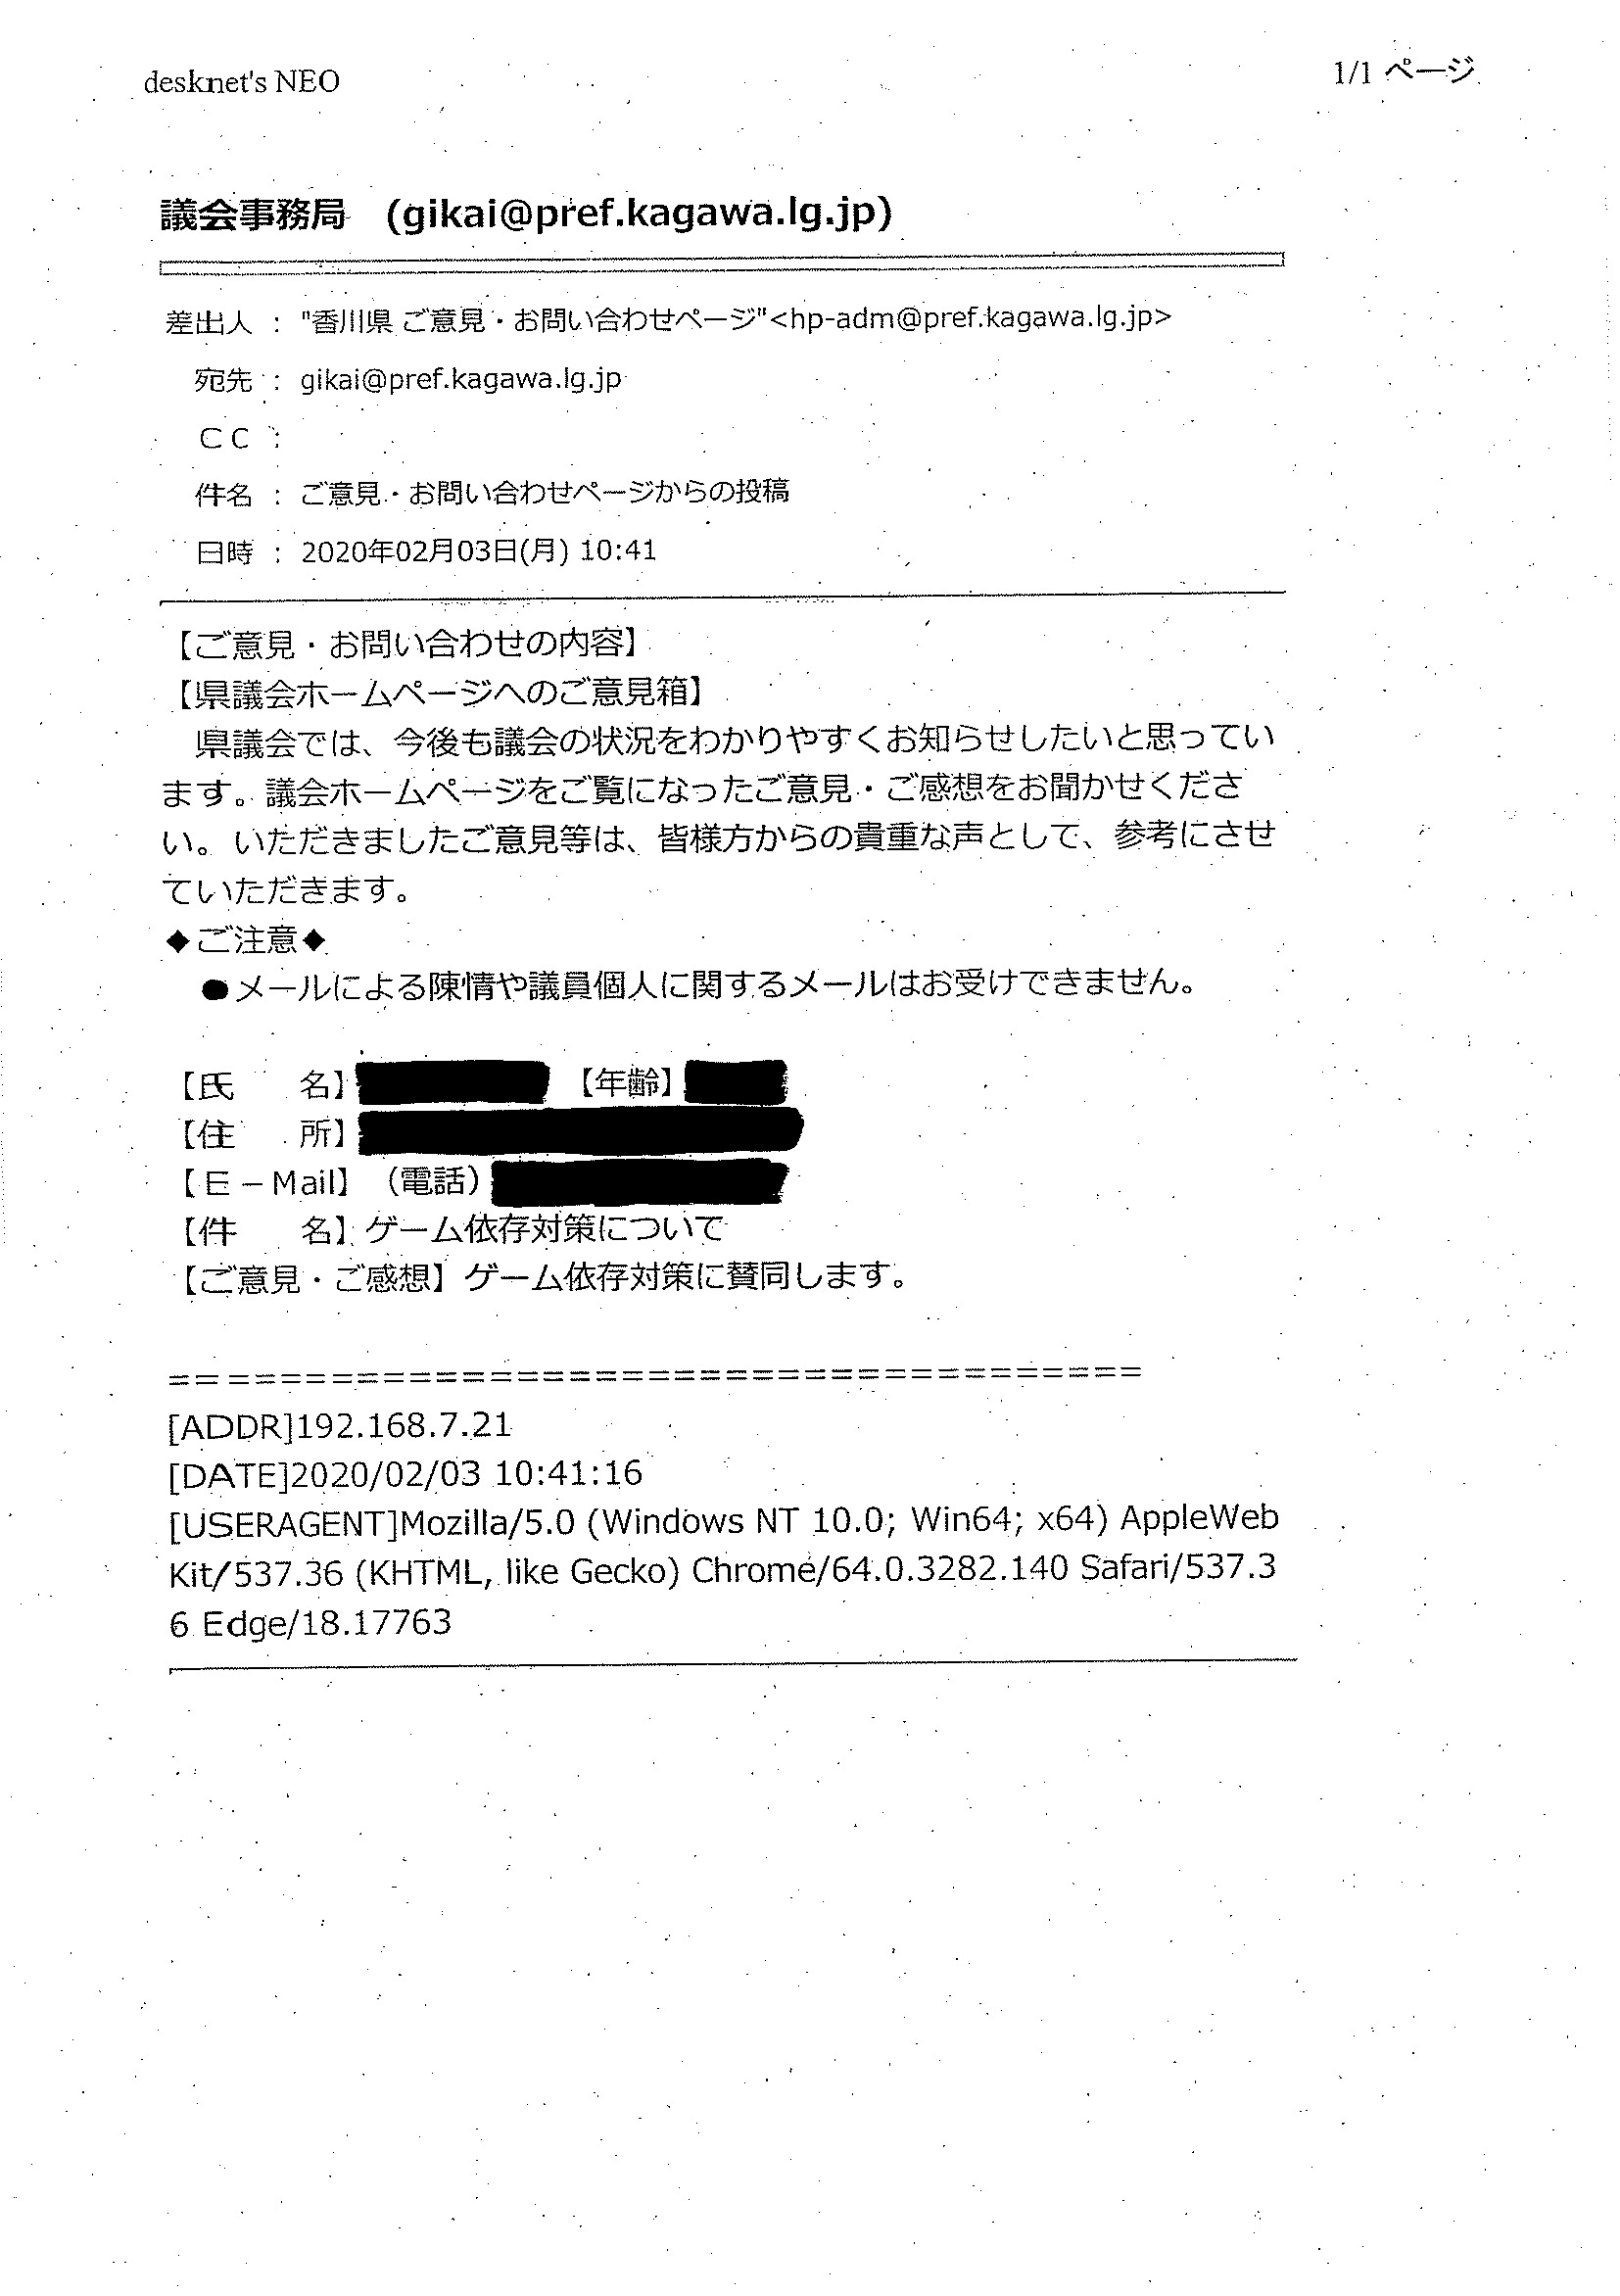 desknet's NEO
1/1 ページ
議会事務局 (gikai@pref.kagawa.lg.jp)
差出人 : "香川県 ご意見・お問い合わせページ"<hp-adm@pref.kagawa.lg.jp>
宛先 : gikai@pref.kagawa.lg.jp
ＣＣ :
件名 : ご意見・お問い合わせページからの投稿
日時 : 2020年02月03日(月) 10:41
【ご意見・お問い合わせの内容】
【県議会ホームページへのご意見箱】
県議会では、今後も議会の状況をわかりやすくお知らせしたいと思ってい
ます。議会ホームページをご覧になったご意見・ご感想をお聞かせくださ
い。いただきましたご意見等は、皆様方からの貴重な声として、参考にさせ
ていただきます。
◆ご注意◆
●メールによる陳情や議員個人に関するメールはお受けできません。
【氏　　名】 【年齢】
【住　　所】
【Ｅ－Mail】（電話）
【件　　名】ゲーム依存対策について
【ご意見・ご感想】ゲーム依存対策に賛同します。
=====================================
[ADDR]192.168.7.21
[DATE]2020/02/03 10:41:16
[USERAGENT]Mozilla/5.0 (Windows NT 10.0; Win64; x64) AppleWeb
Kit/537.36 (KHTML, like Gecko) Chrome/64.0.3282.140 Safari/537.3
6 Edge/18.17763